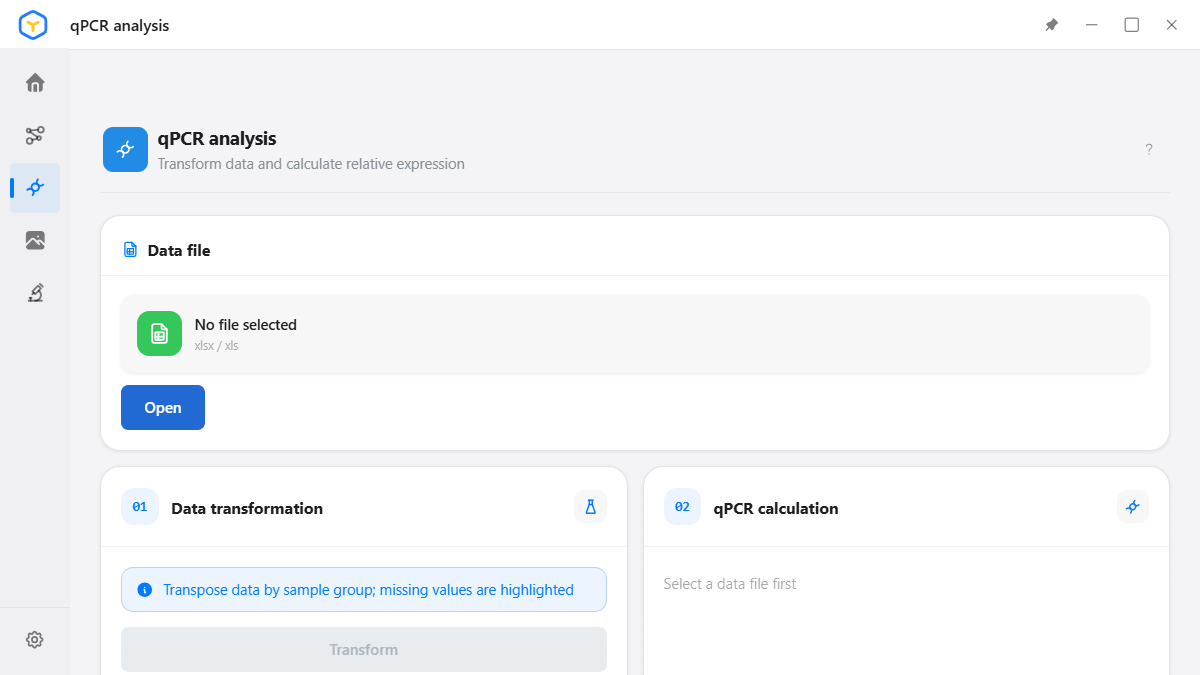 qPCR analysis
qPCR analysis
Transform data and calculate relative expression
?
Data file
No file selected
xlsx / xls
Open
01
Data transformation
02
qPCR calculation
Transpose data by sample group; missing values are highlighted
Select a data file first
Transform